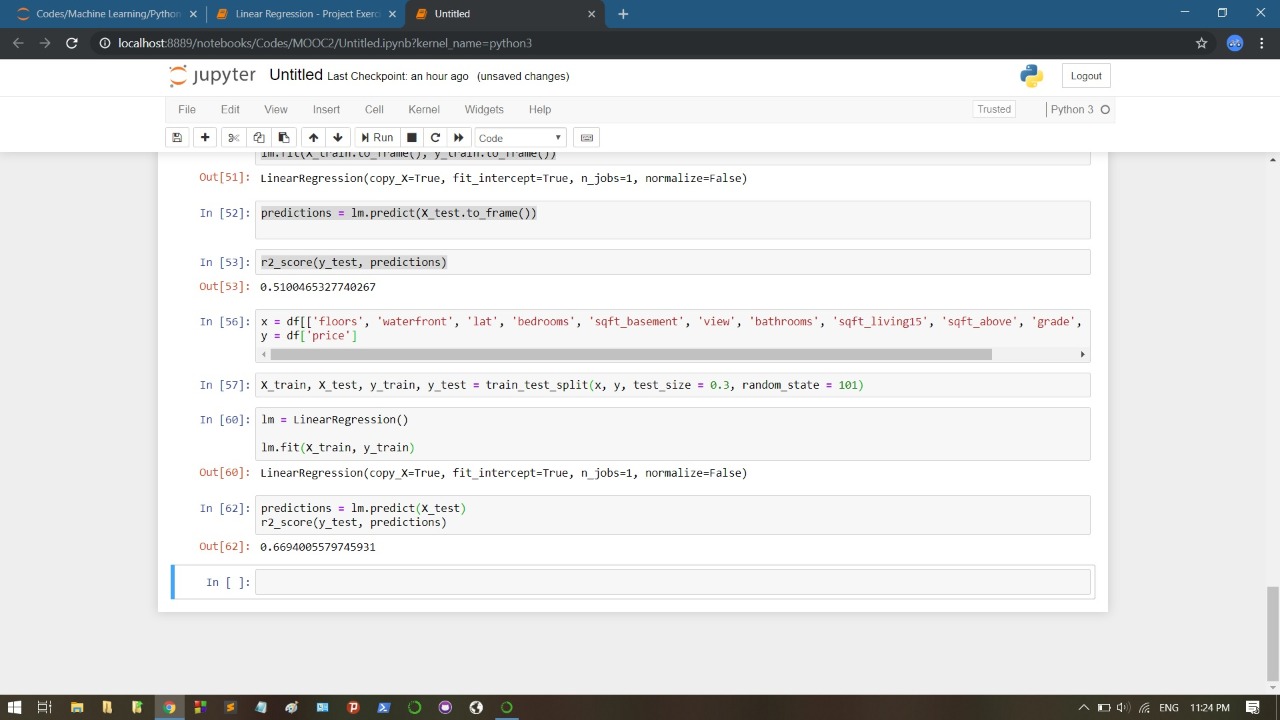 Codes/Machine Learning/Python
Linear Regression - Project Exerc
Untitled
localhost:8889/notebooks/Codes/MOOC2/Untitled.ipynb?kernel_name=python3
jupyter Untitled Last Checkpoint: an hour ago (unsaved changes)
Logout
File Edit View Insert Cell Kernel Widgets Help
Trusted
Python 3
Run
Code
lm.fit(X_train.to_frame(), y_train.to_frame())
Out[51]: LinearRegression(copy_X=True, fit_intercept=True, n_jobs=1, normalize=False)
In [52]: predictions = lm.predict(X_test.to_frame())
In [53]: r2_score(y_test, predictions)
Out[53]: 0.5100465327740267
In [56]: x = df[['floors', 'waterfront', 'lat', 'bedrooms', 'sqft_basement', 'view', 'bathrooms', 'sqft_living15', 'sqft_above', 'grade',
y = df['price']
In [57]: X_train, X_test, y_train, y_test = train_test_split(x, y, test_size = 0.3, random_state = 101)
In [60]: lm = LinearRegression()
lm.fit(X_train, y_train)
Out[60]: LinearRegression(copy_X=True, fit_intercept=True, n_jobs=1, normalize=False)
In [62]: predictions = lm.predict(X_test)
r2_score(y_test, predictions)
Out[62]: 0.6694005579745931
In [ ]:
ENG 11:24 PM